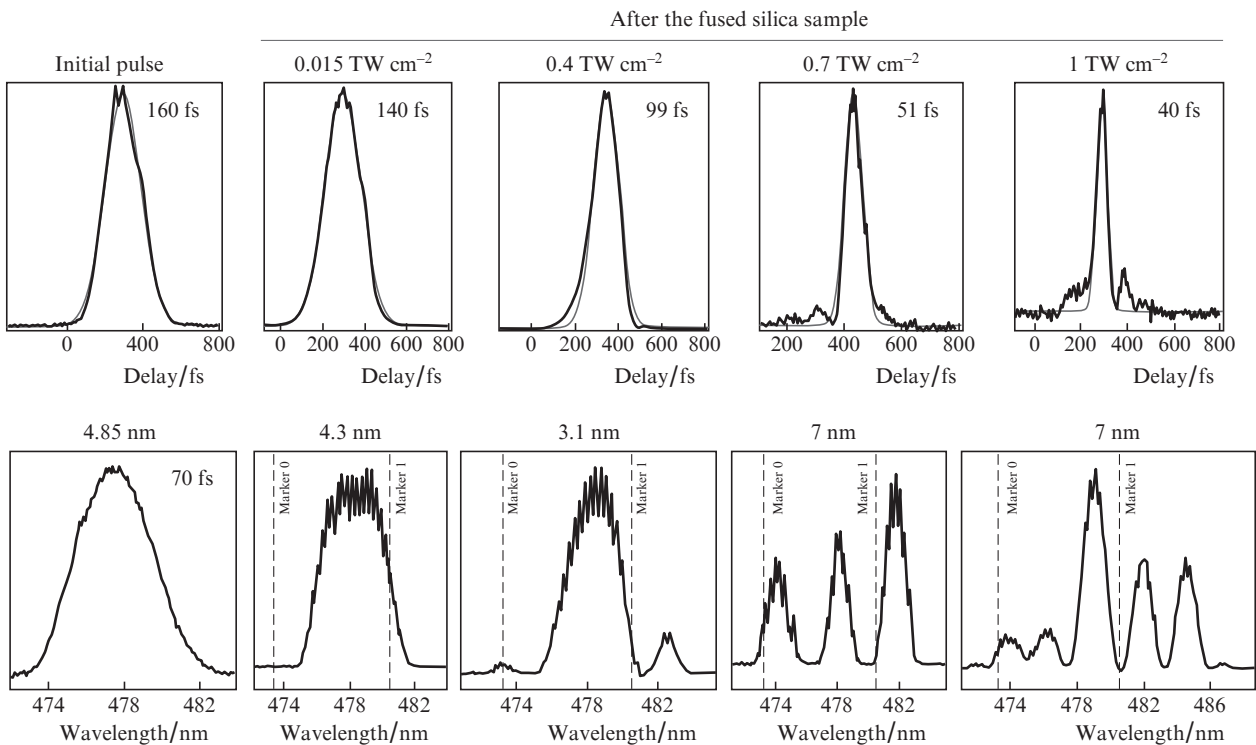 After the fused silica sample
Initial pulse 0.015 TW cm⁻² 0.4 TW cm⁻² 0.7 TW cm⁻² 1 TW cm⁻²
160 fs 140 fs 99 fs 51 fs 40 fs
0 400 800 0 200 400 600 800 0 200 400 600 800 200 400 600 800 0 200 400 600 800
Delay/fs Delay/fs Delay/fs Delay/fs Delay/fs
4.85 nm 4.3 nm 3.1 nm 7 nm 7 nm
70 fs Marker 0 Marker 1 Marker 0 Marker 1 Marker 0 Marker 1 Marker 0 Marker 1
474 478 482 474 478 482 474 478 482 474 478 482 474 478 482 486
Wavelength/nm Wavelength/nm Wavelength/nm Wavelength/nm Wavelength/nm